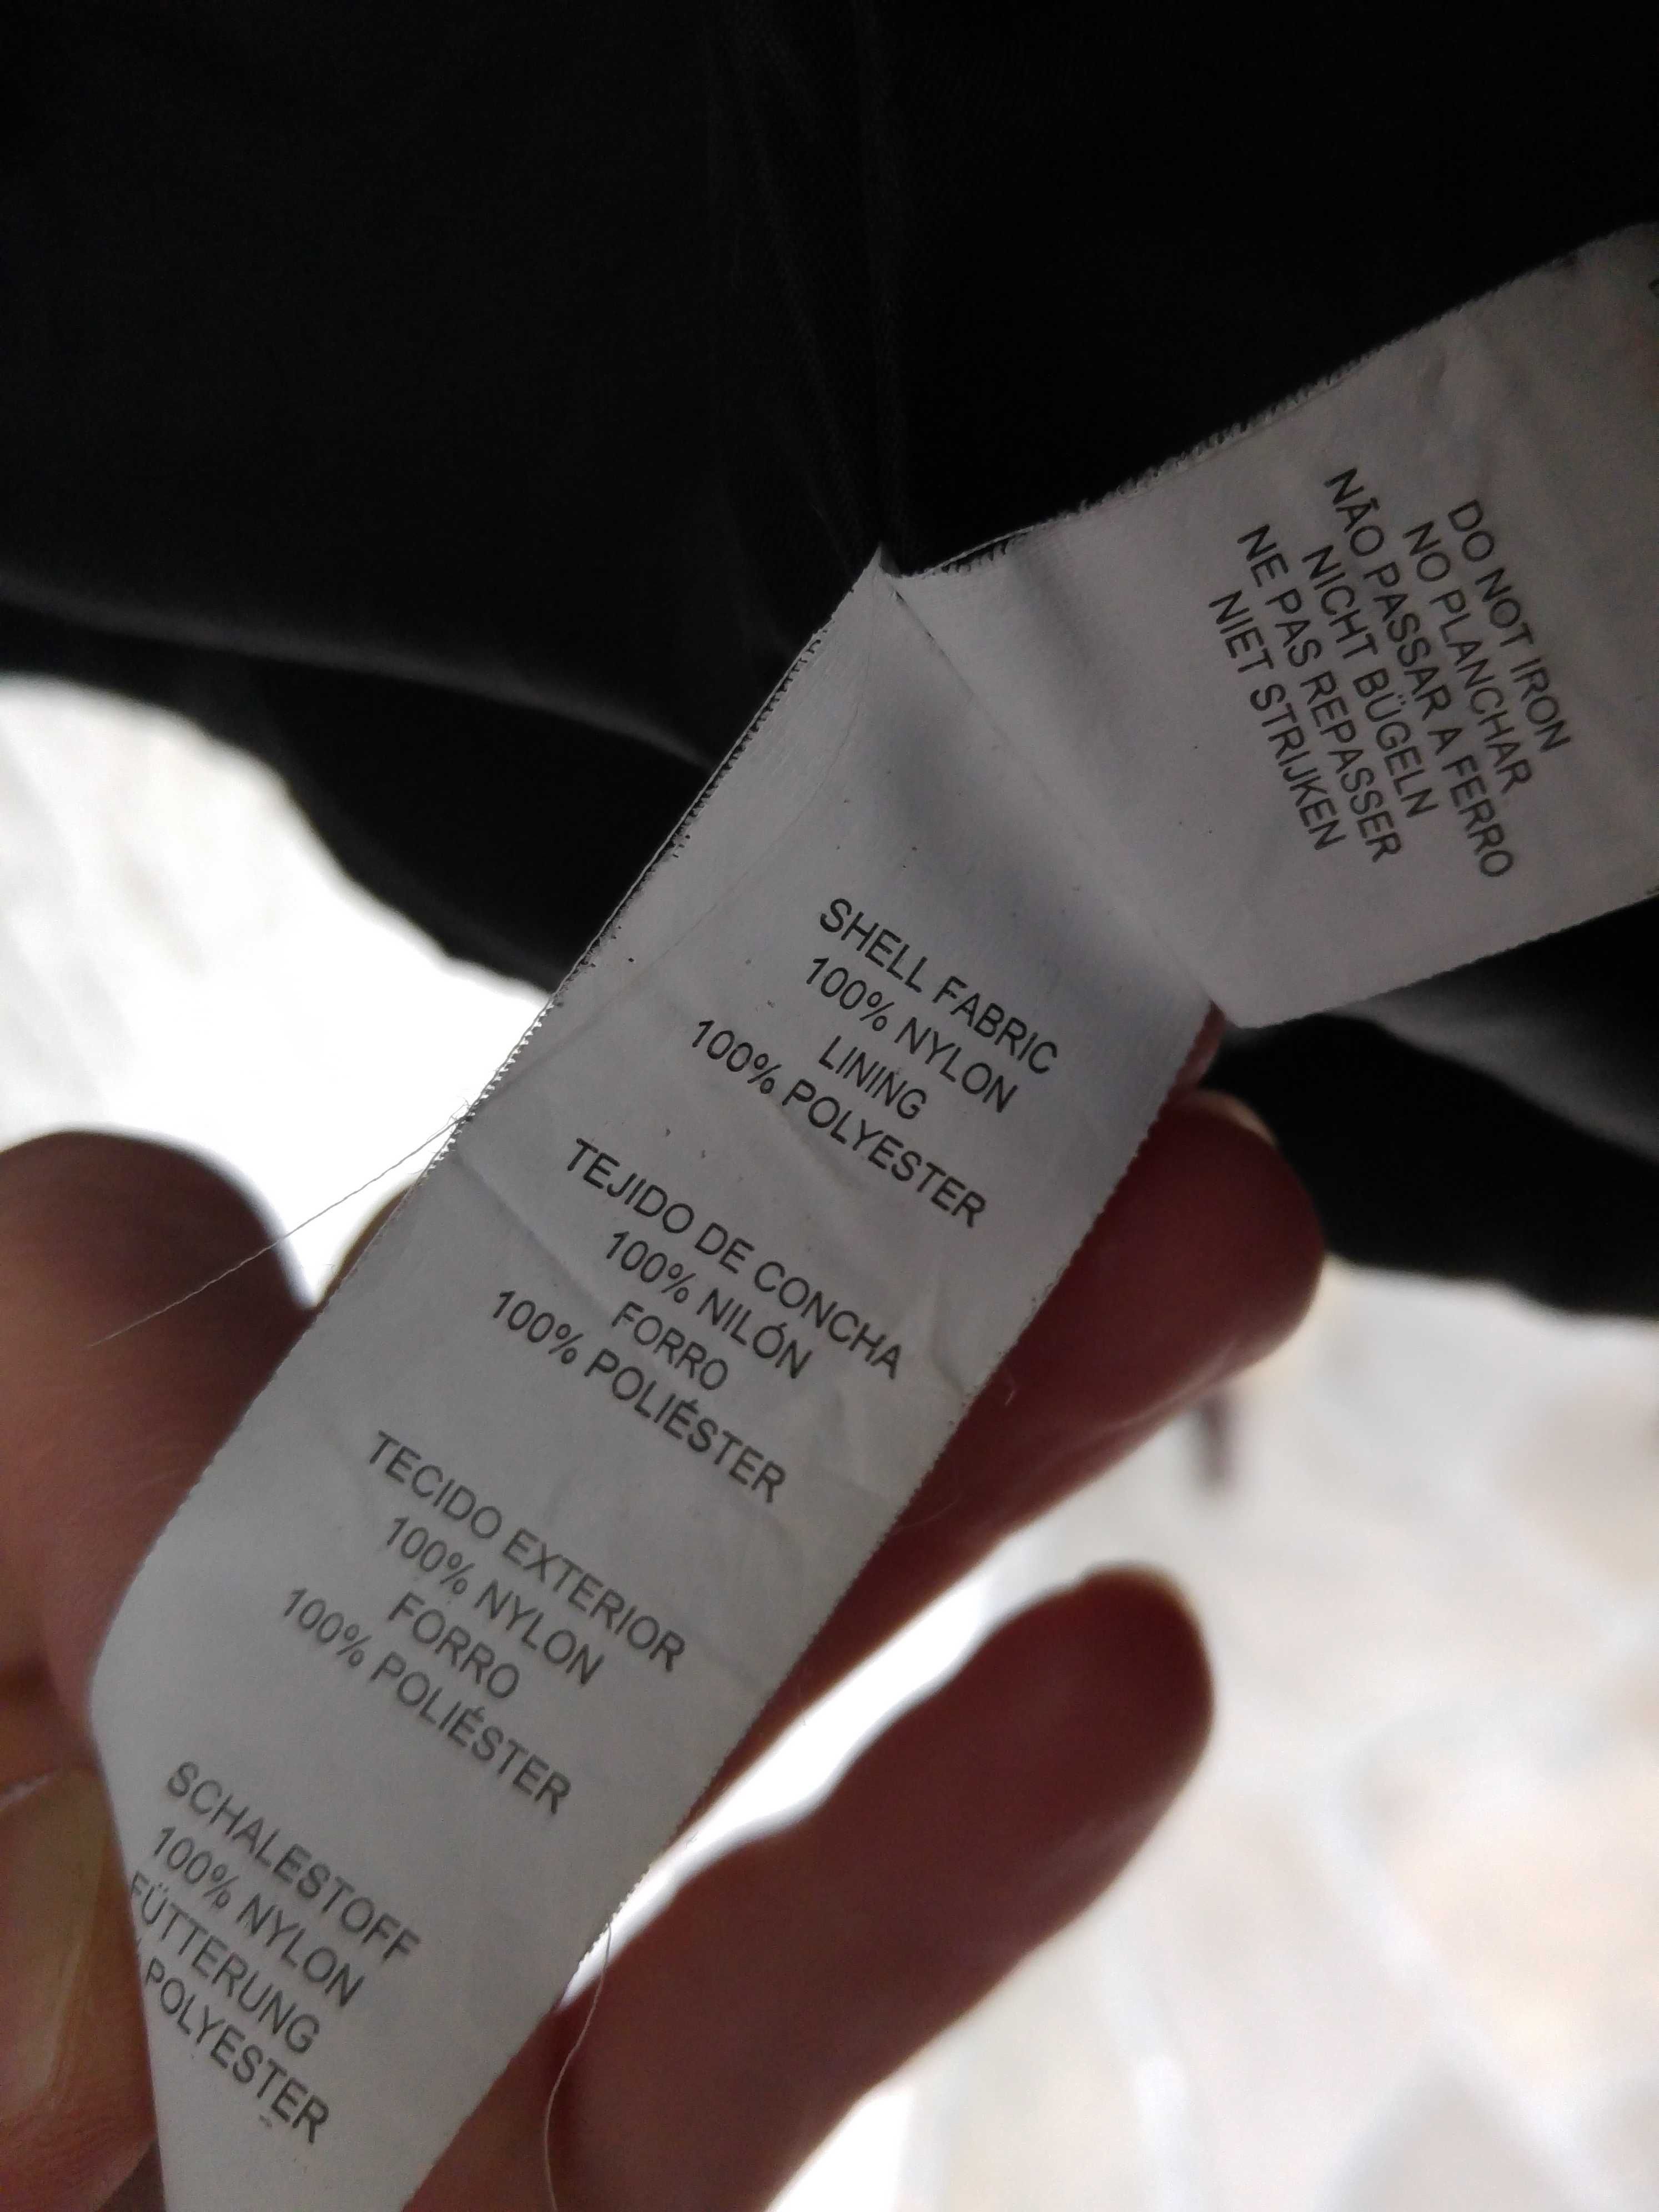 DO NOT IRON
NO PLANCHAR
NÃO PASSAR A FERRO
NICHT BÜGELN
NE PAS REPASSER
NIET STRIJKEN
SHELL FABRIC
100% NYLON
LINING
100% POLYESTER
TEJIDO DE CONCHA
100% NILÓN
FORRO
100% POLIÉSTER
TECIDO EXTERIOR
100% NYLON
FORRO
100% POLIÉSTER
SCHALESTOFF
100% NYLON
FÜTTERUNG
POLYESTER